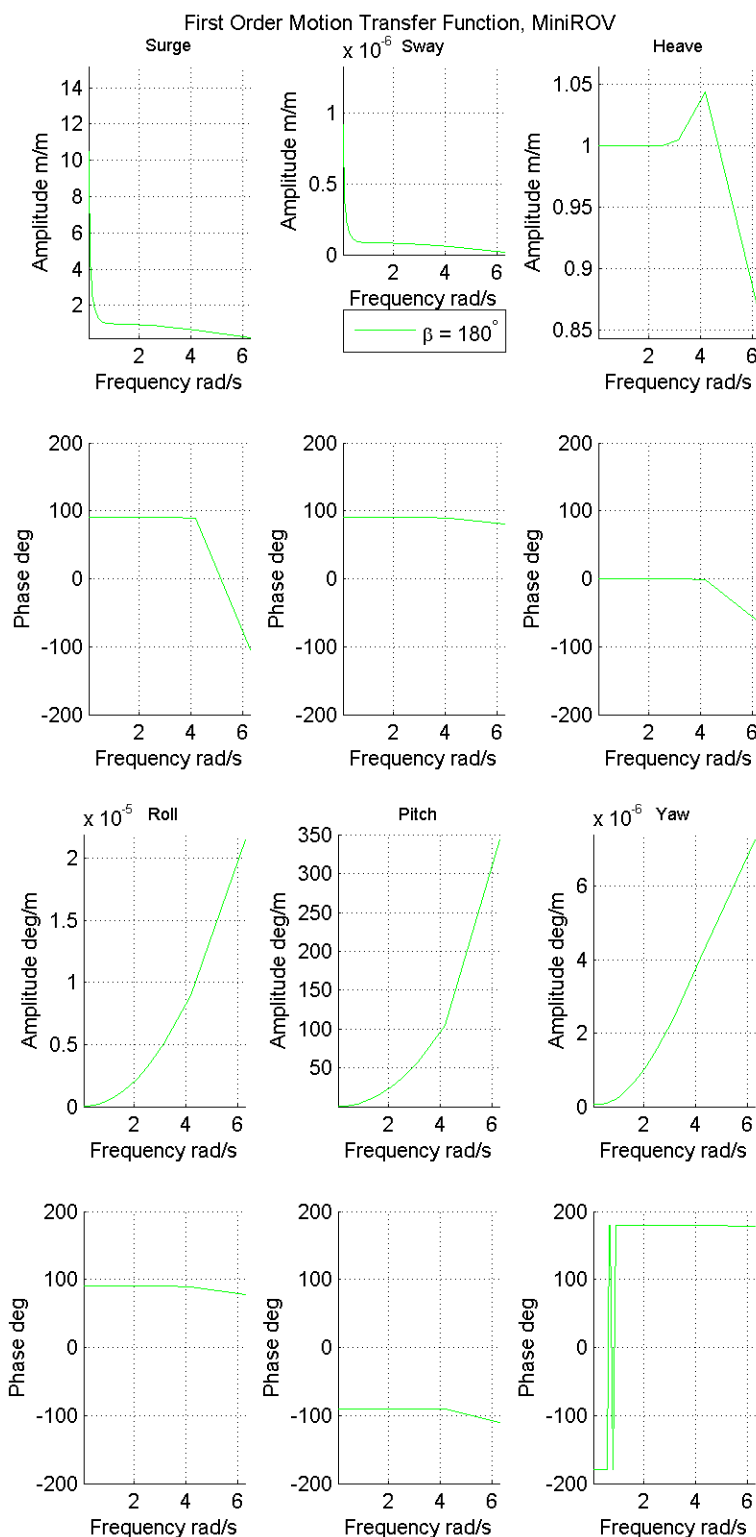 First Order Motion Transfer Function, MiniROV
Surge
Amplitude m/m
14
12
10
8
6
4
2
2 4 6
Frequency rad/s
x 10^-6 Sway
Amplitude m/m
1
0.5
0
0 2 4 6
Frequency rad/s
β = 180°
Heave
Amplitude m/m
1.05
1
0.95
0.9
0.85
2 4 6
Frequency rad/s
Phase deg
200
100
0
-100
-200
2 4 6
Frequency rad/s
Phase deg
200
100
0
-100
-200
2 4 6
Frequency rad/s
Phase deg
200
100
0
-100
-200
2 4 6
Frequency rad/s
x 10^-5 Roll
Amplitude deg/m
2
1.5
1
0.5
0
0 2 4 6
Frequency rad/s
Pitch
Amplitude deg/m
350
300
250
200
150
100
50
2 4 6
Frequency rad/s
x 10^-6 Yaw
Amplitude deg/m
6
4
2
0
0 2 4 6
Frequency rad/s
Phase deg
200
100
0
-100
-200
2 4 6
Frequency rad/s
Phase deg
200
100
0
-100
-200
2 4 6
Frequency rad/s
Phase deg
200
100
0
-100
-200
2 4 6
Frequency rad/s